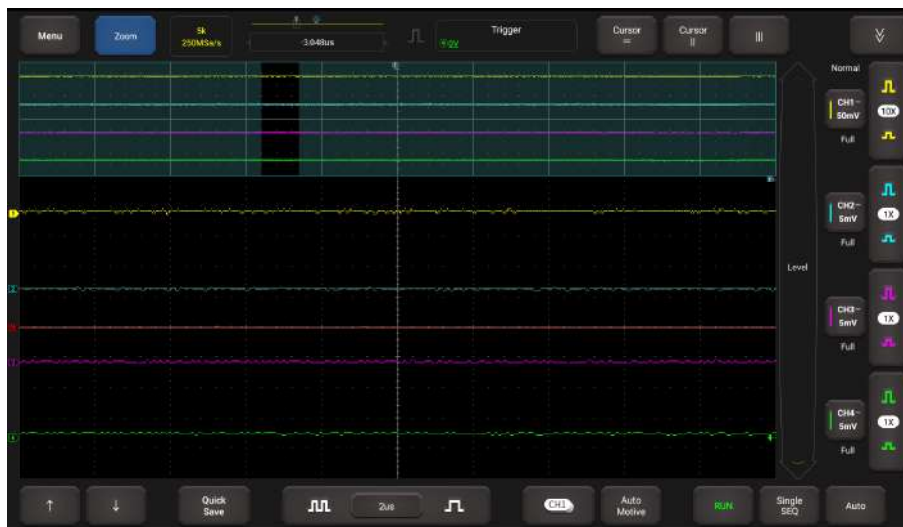 Menu
Zoom
5k
250MSa/s
-3.048us
Trigger
0V
Cursor
Cursor
Normal
CH1
50mV
10X
Full
CH2
5mV
1X
Full
Level
CH3
5mV
1X
Full
CH4
5mV
1X
Full
Quick
Save
2us
CH1
Auto
Motive
RUN
Single
SEQ
Auto